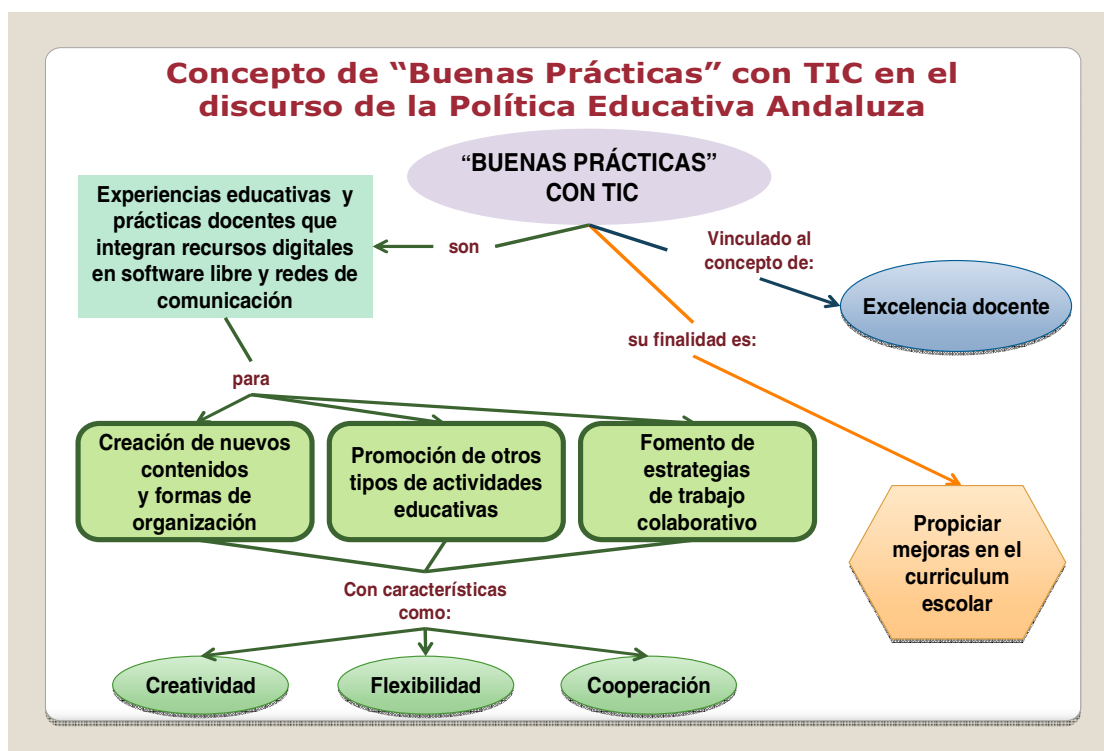 Concepto de “Buenas Prácticas” con TIC en el
discurso de la Política Educativa Andaluza
“BUENAS PRÁCTICAS”
CON TIC
Experiencias educativas y
prácticas docentes que
integran recursos digitales
en software libre y redes de
comunicación
son
Vinculado al
concepto de:
Excelencia docente
su finalidad es:
para
Creación de nuevos
contenidos
y formas de
organización
Promoción de otros
tipos de actividades
educativas
Fomento de
estrategias
de trabajo
colaborativo
Propiciar
mejoras en el
curriculum
escolar
Con características
como:
Creatividad
Flexibilidad
Cooperación